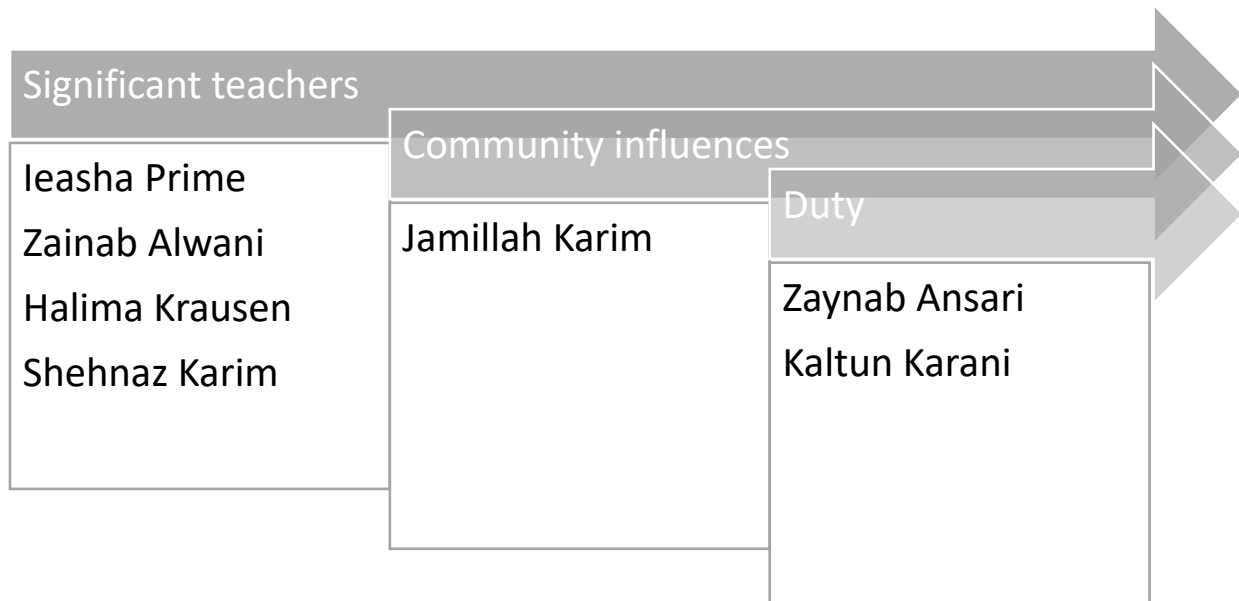 Significant teachers
Ieasha Prime
Zainab Alwani
Halima Krausen
Shehnaz Karim
Community influences
Jamillah Karim
Duty
Zaynab Ansari
Kaltun Karani